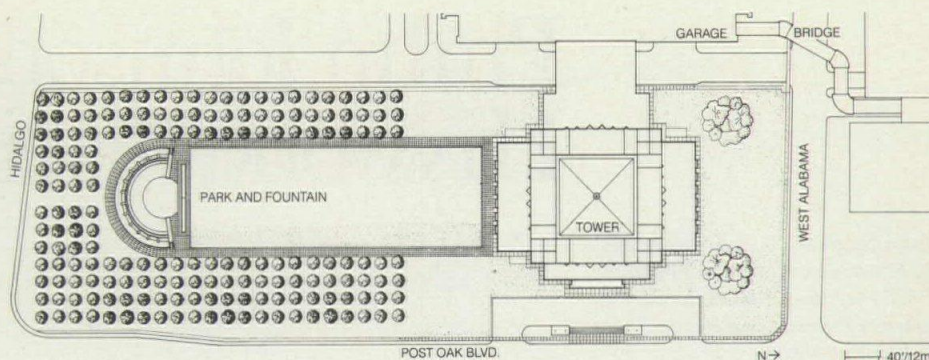 GARAGE
BRIDGE
HIDALGO
PARK AND FOUNTAIN
TOWER
WEST ALABAMA
POST OAK BLVD.
N→
40'/12m